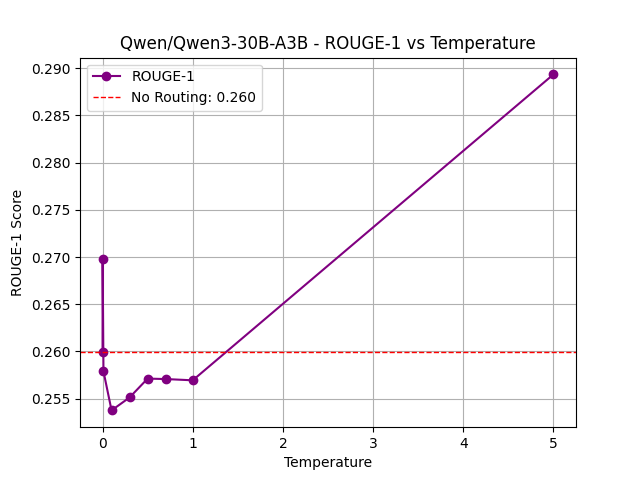 Qwen/Qwen3-30B-A3B - ROUGE-1 vs Temperature
ROUGE-1
No Routing: 0.260
ROUGE-1 Score
0.290
0.285
0.280
0.275
0.270
0.265
0.260
0.255
0 1 2 3 4 5
Temperature